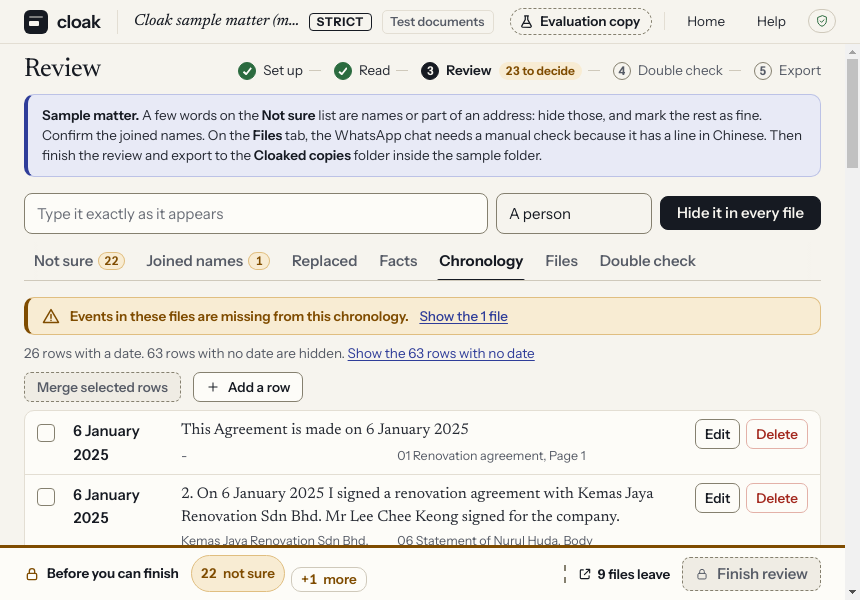 cloak
Cloak sample matter (m...
STRICT
Test documents
Evaluation copy
Home
Help
Review
Set up
Read
3 Review 23 to decide
4 Double check
5 Export
Sample matter. A few words on the Not sure list are names or part of an address: hide those, and mark the rest as fine.
Confirm the joined names. On the Files tab, the WhatsApp chat needs a manual check because it has a line in Chinese. Then
finish the review and export to the Cloaked copies folder inside the sample folder.
Type it exactly as it appears
A person
Hide it in every file
Not sure 22
Joined names 1
Replaced
Facts
Chronology
Files
Double check
Events in these files are missing from this chronology. Show the 1 file
26 rows with a date. 63 rows with no date are hidden. Show the 63 rows with no date
Merge selected rows
+ Add a row
6 January
2025
This Agreement is made on 6 January 2025
-
01 Renovation agreement, Page 1
Edit
Delete
6 January
2025
2. On 6 January 2025 I signed a renovation agreement with Kemas Jaya
Renovation Sdn Bhd. Mr Lee Chee Keong signed for the company.
Kemas Jaya Renovation Sdn Bhd.
06 Statement of Nurul Huda, Body
Edit
Delete
Before you can finish
22 not sure
+1 more
9 files leave
Finish review